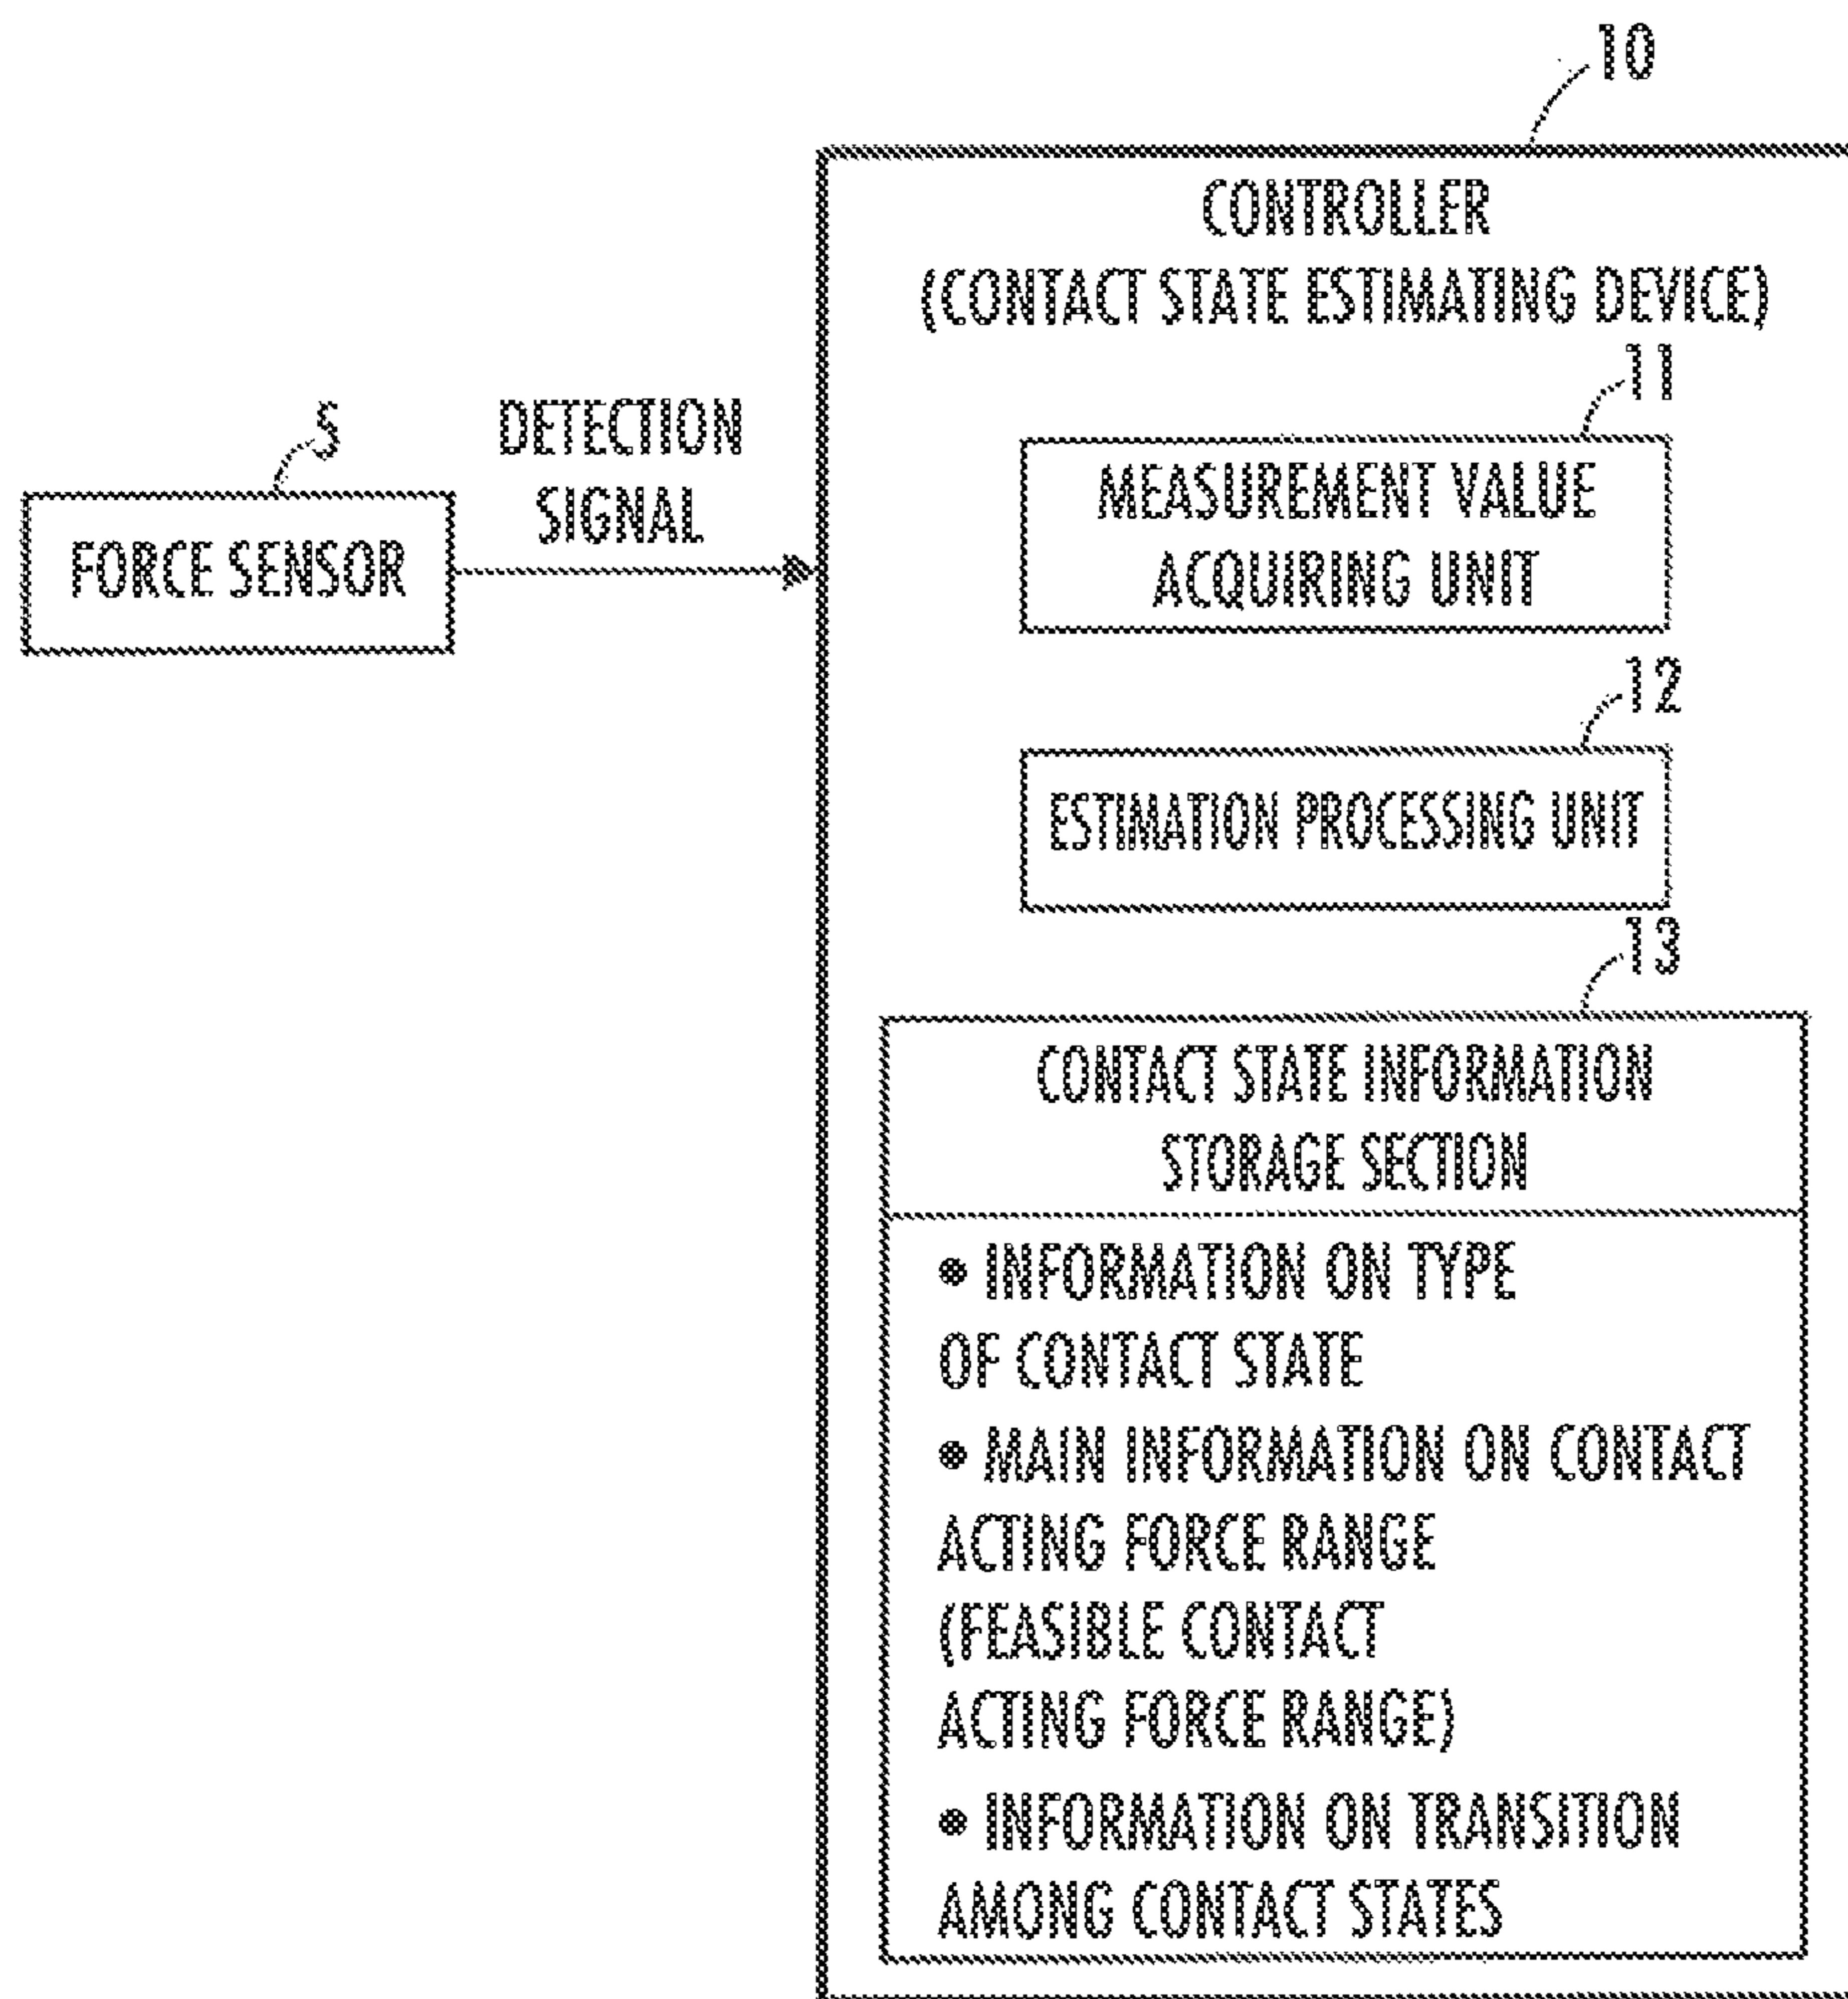 10
CONTROLLER
(CONTACT STATE ESTIMATING DEVICE)
5
DETECTION
SIGNAL
FORCE SENSOR
11
MEASUREMENT VALUE
ACQUIRING UNIT
12
ESTIMATION PROCESSING UNIT
13
CONTACT STATE INFORMATION
STORAGE SECTION
• INFORMATION ON TYPE
OF CONTACT STATE
• MAIN INFORMATION ON CONTACT
ACTING FORCE RANGE
(FEASIBLE CONTACT
ACTING FORCE RANGE)
• INFORMATION ON TRANSITION
AMONG CONTACT STATES